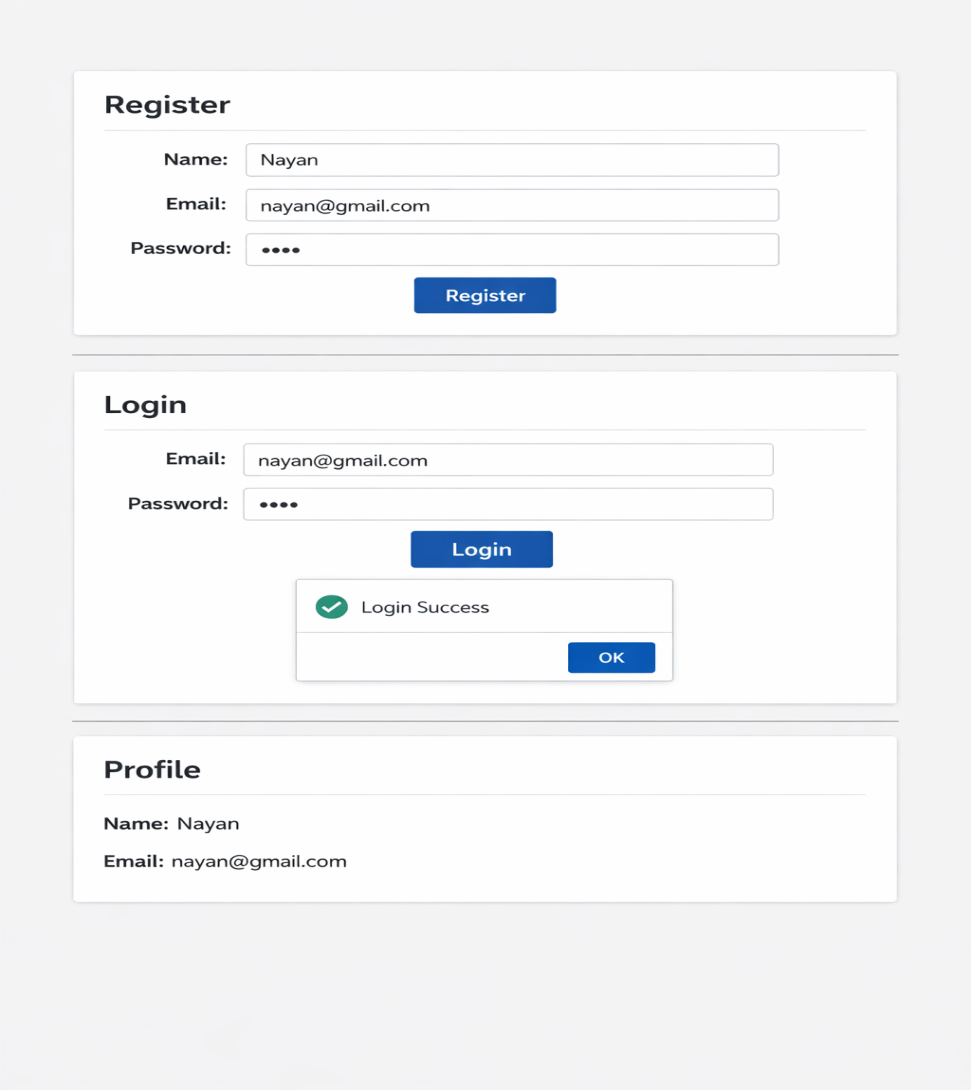 Register
Name: Nayan
Email: nayan@gmail.com
Password: ••••
Register
Login
Email: nayan@gmail.com
Password: ••••
Login
Login Success
OK
Profile
Name: Nayan
Email: nayan@gmail.com